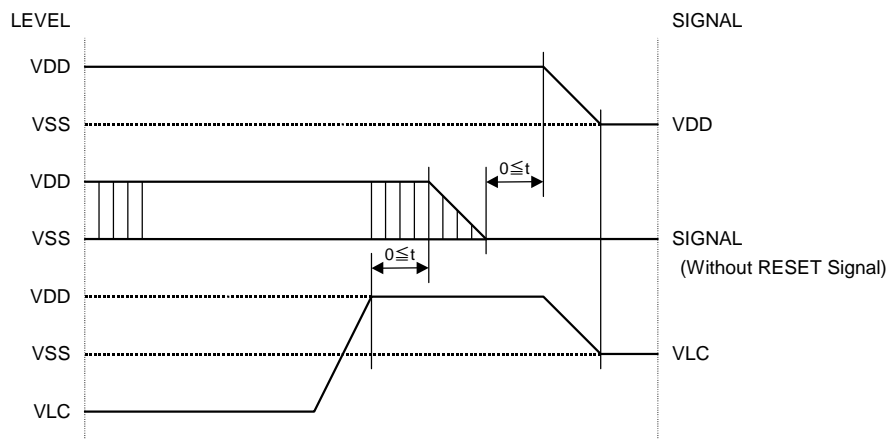 LEVEL SIGNAL
VDD
VSS VDD
0≦t
VDD
VSS SIGNAL
(Without RESET Signal)
0≦t
VDD
VSS VLC
VLC